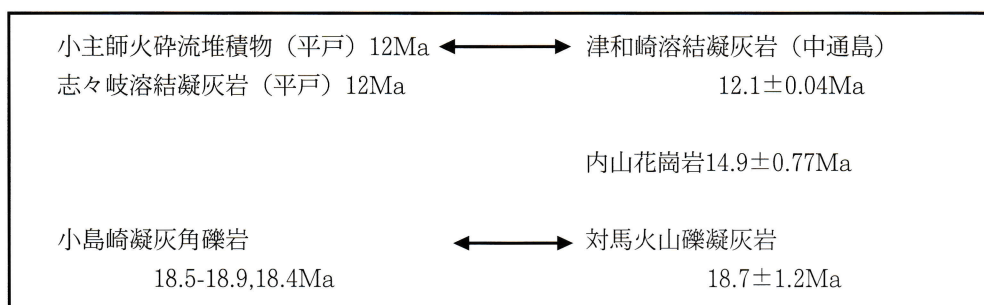 小主師火砕流堆積物（平戸）12Ma 津和崎溶結凝灰岩（中通島）
志々岐溶結凝灰岩（平戸）12Ma 12.1±0.04Ma
内山花崗岩14.9±0.77Ma
小島崎凝灰角礫岩 対馬火山礫凝灰岩
18.5-18.9,18.4Ma 18.7±1.2Ma